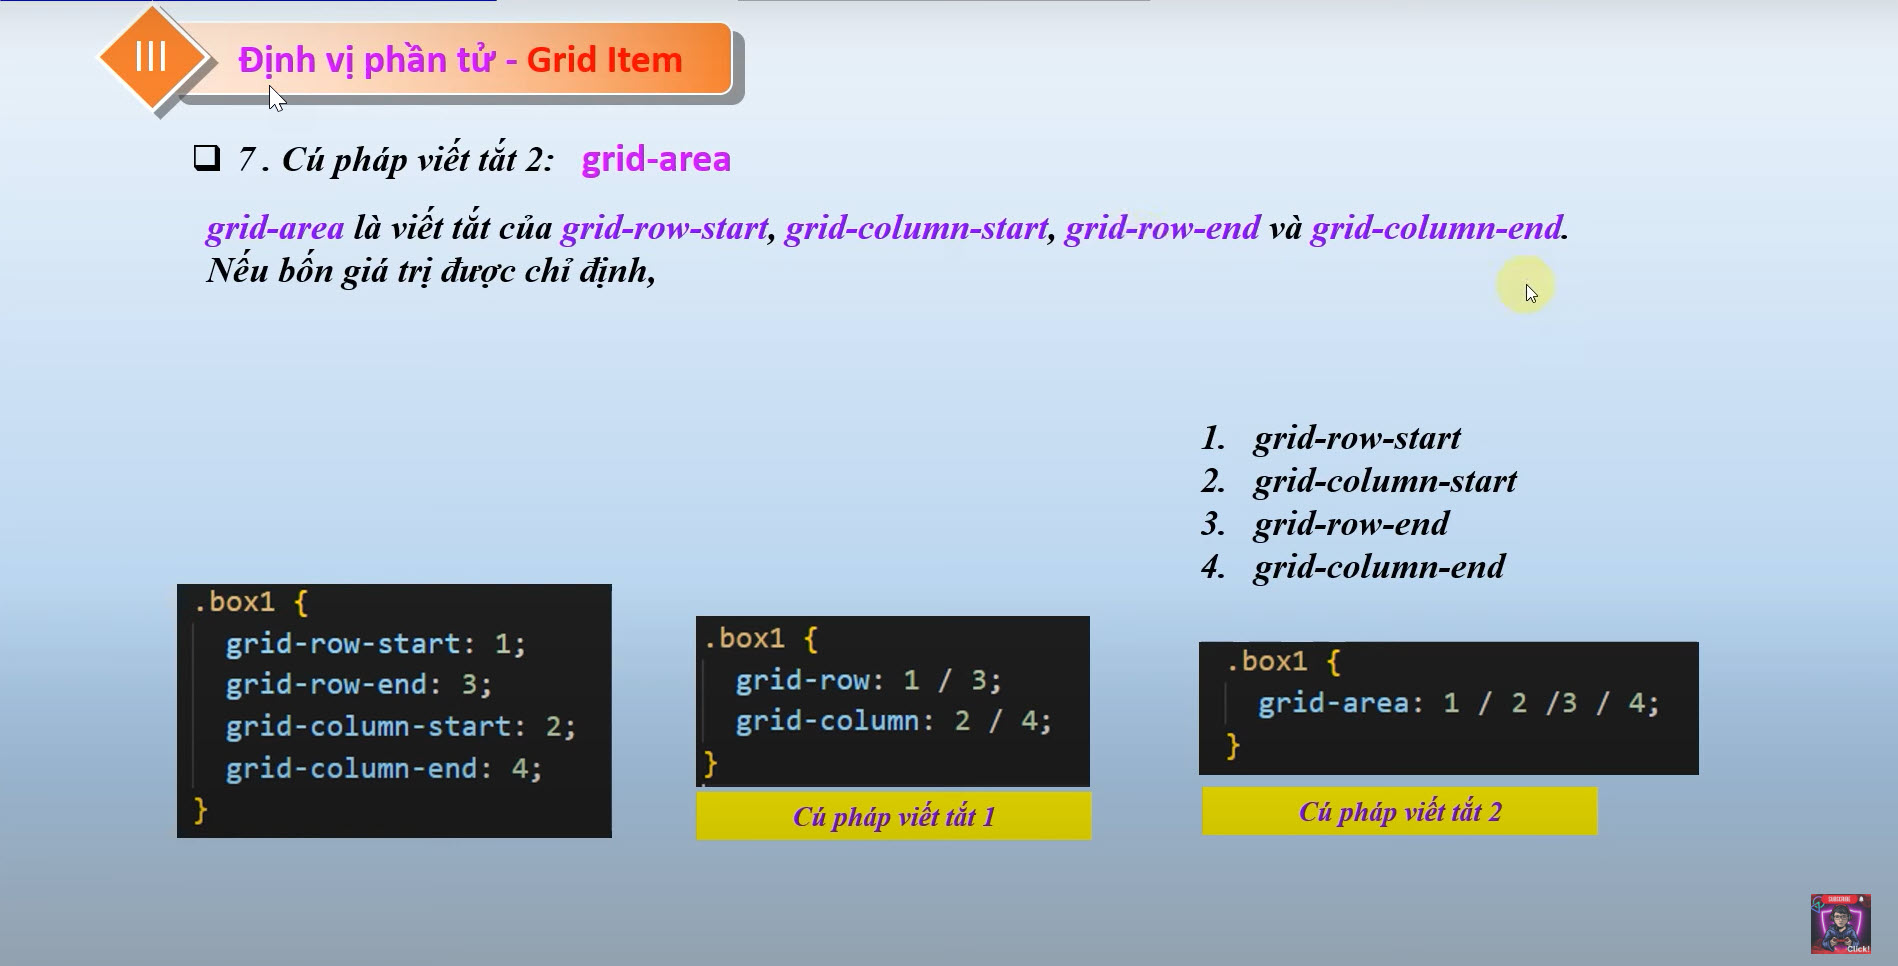 III
Định vị phần tử - Grid Item
7 . Cú pháp viết tắt 2: grid-area
grid-area là viết tắt của grid-row-start, grid-column-start, grid-row-end và grid-column-end.
Nếu bốn giá trị được chỉ định,
1. grid-row-start
2. grid-column-start
3. grid-row-end
4. grid-column-end
.box1 {
grid-row-start: 1;
grid-row-end: 3;
grid-column-start: 2;
grid-column-end: 4;
}
.box1 {
grid-row: 1 / 3;
grid-column: 2 / 4;
}
Cú pháp viết tắt 1
.box1 {
grid-area: 1 / 2 /3 / 4;
}
Cú pháp viết tắt 2
Click!